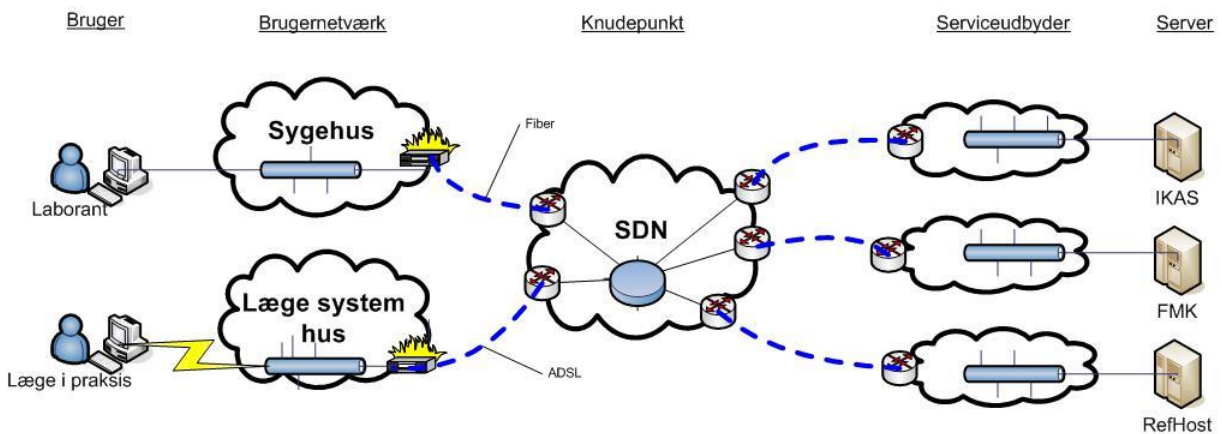 Bruger
Brugernetværk
Knudepunkt
Serviceudbyder
Server
Sygehus
Fiber
Laborant
SDN
IKAS
Læge system
hus
FMK
Læge i praksis
ADSL
RefHost